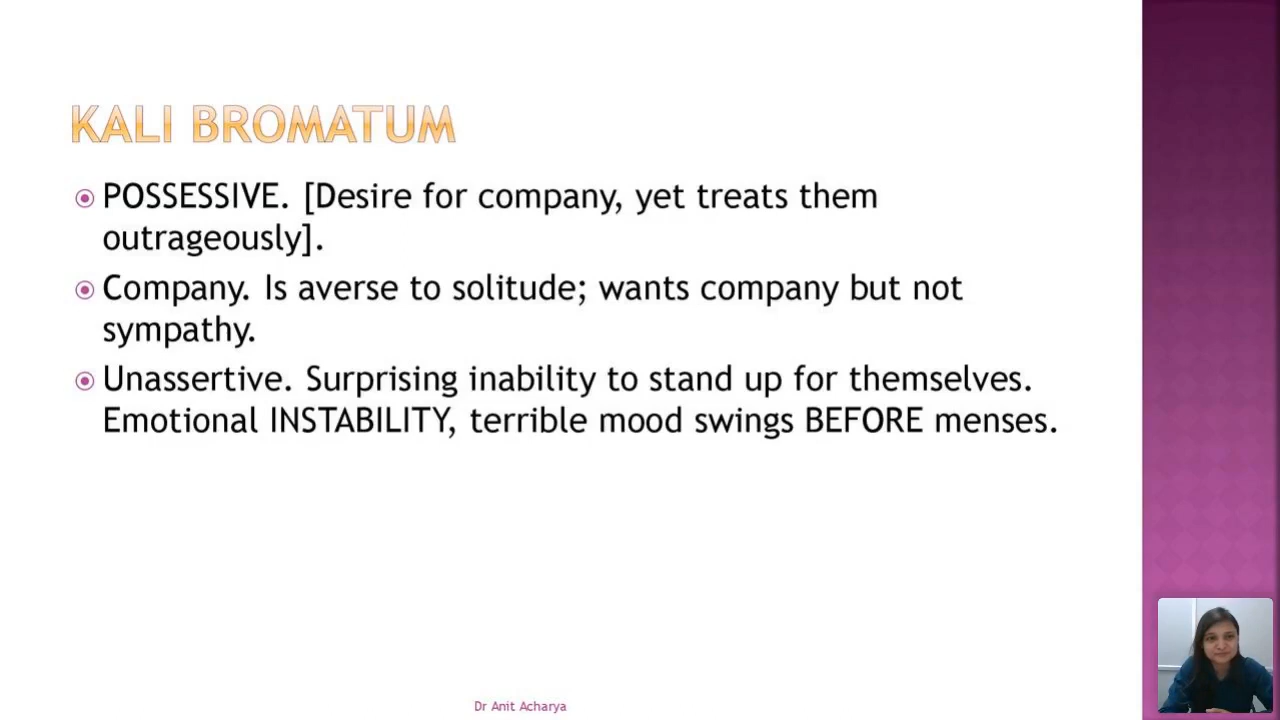 KALI BROMATUM
POSSESSIVE. [Desire for company, yet treats them
outrageously].
Company. Is averse to solitude; wants company but not
sympathy.
Unassertive. Surprising inability to stand up for themselves.
Emotional INSTABILITY, terrible mood swings BEFORE menses.
Dr Anit Acharya